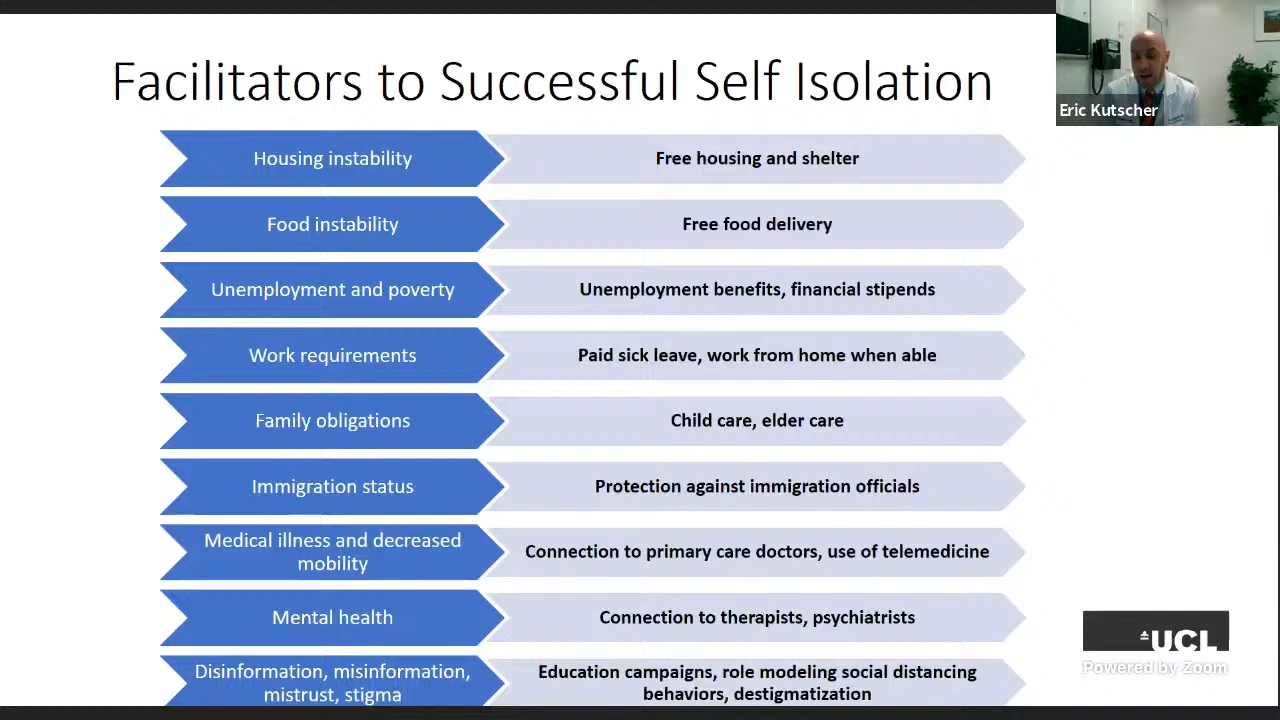 Facilitators to Successful Self Isolation
Eric Kutscher
Housing instability
Free housing and shelter
Food instability
Free food delivery
Unemployment and poverty
Unemployment benefits, financial stipends
Work requirements
Paid sick leave, work from home when able
Family obligations
Child care, elder care
Immigration status
Protection against immigration officials
Medical illness and decreased
mobility
Connection to primary care doctors, use of telemedicine
Mental health
Connection to therapists, psychiatrists
Disinformation, misinformation,
mistrust, stigma
Education campaigns, role modeling social distancing
behaviors, destigmatization
UCL
Powered by Zoom